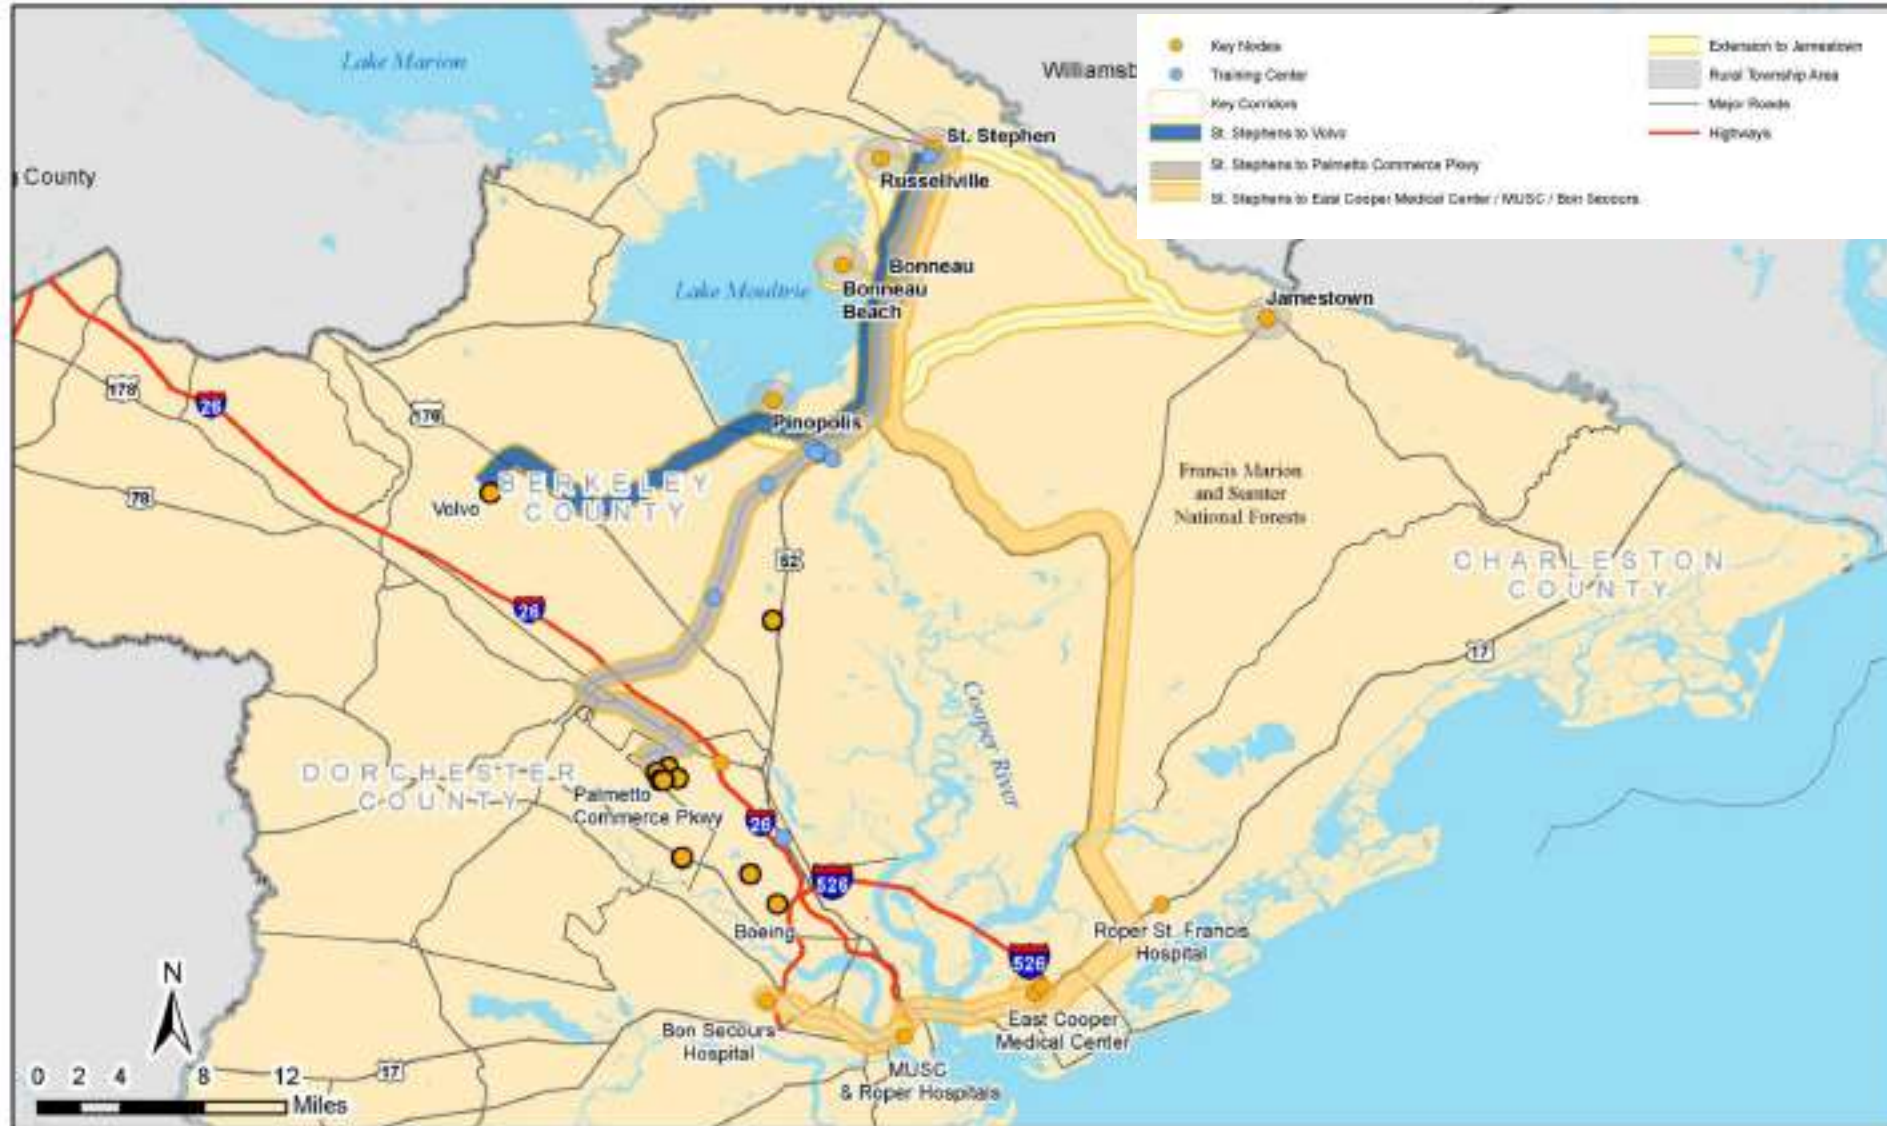 Lake Marion
Williamsb
County
Key Nodes
Training Center
Key Corridors
St. Stephens to Volvo
St. Stephens to Palmetto Commerce Pkwy
St. Stephens to East Cooper Medical Center / MUSC / Bon Secours
Extension to Jamestown
Rural Township Area
Major Roads
Highways
St. Stephen
Russellville
Bonneau
Bonneau
Beach
Lake Moultrie
Jamestown
178
26
176
Pinopolis
78
Volvo
BERKELEY
COUNTY
Francis Marion
and Sumter
National Forests
52
26
CHARLESTON
COUNTY
17
Cooper River
DORCHESTER
COUNTY
Palmetto
Commerce Pkwy
26
526
Boeing
Roper St. Francis
Hospital
526
East Cooper
Medical Center
Bon Secours
Hospital
MUSC
& Roper Hospitals
17
N
0 2 4 8 12
Miles